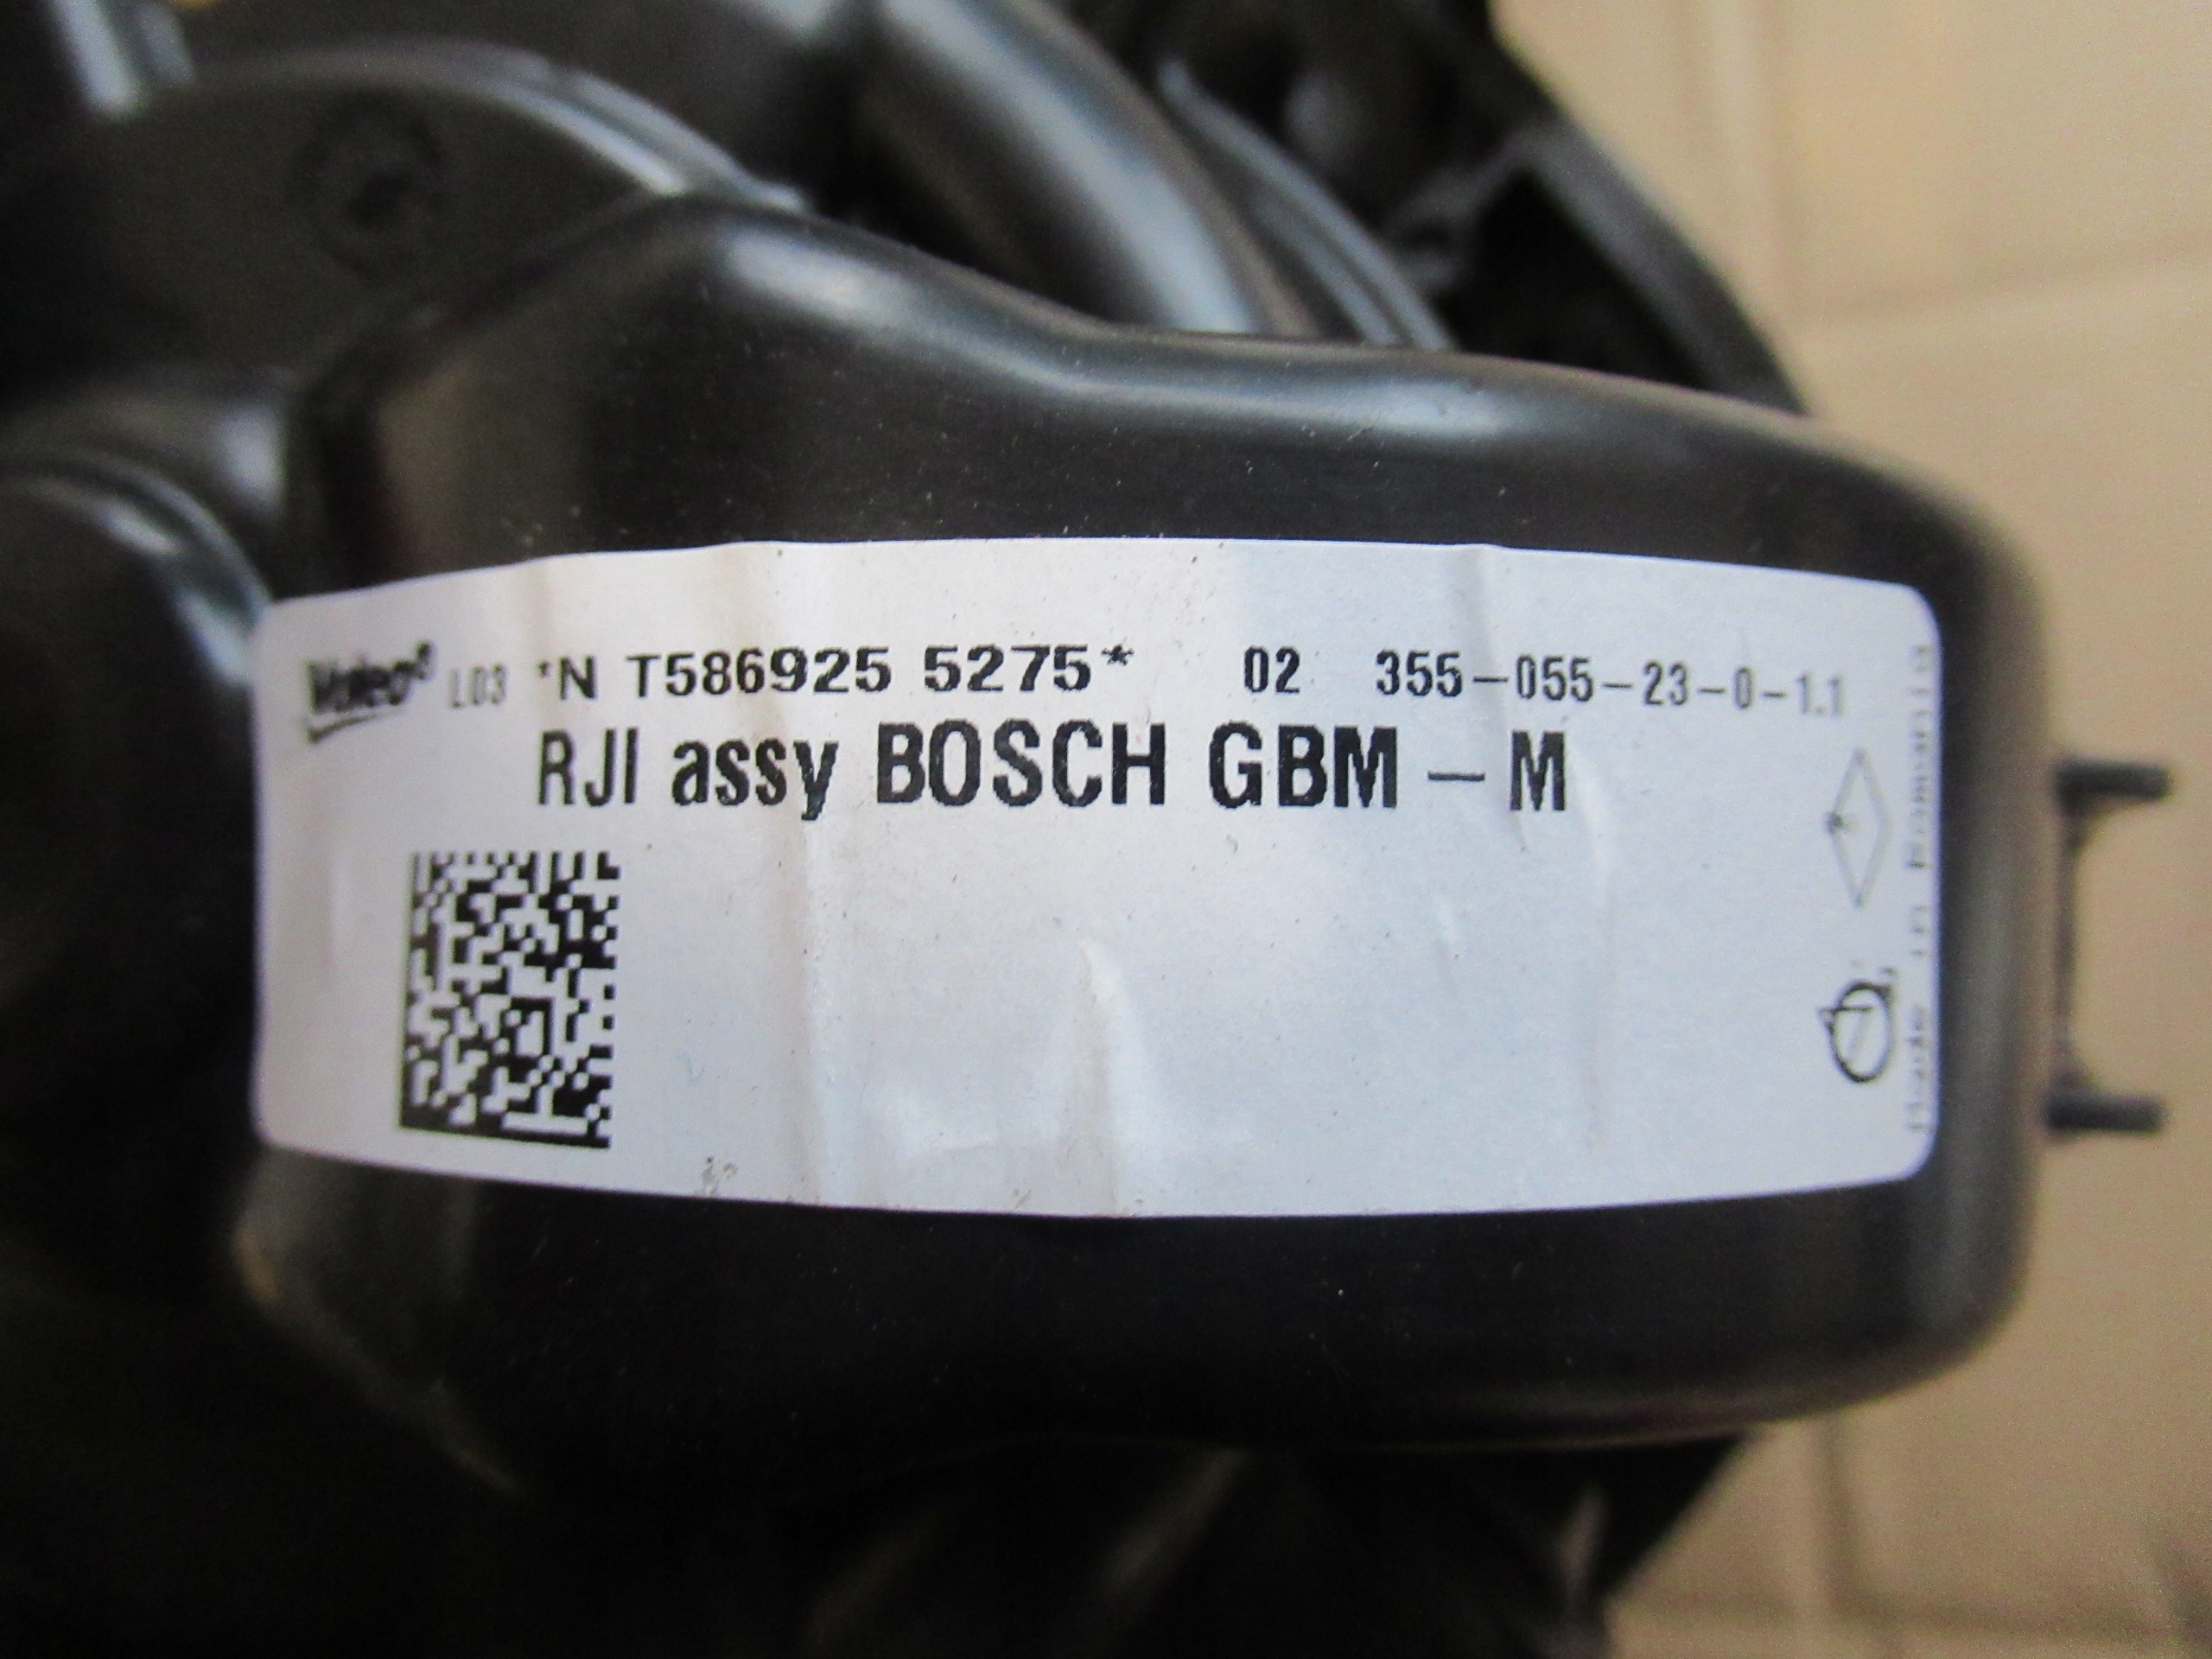 Valeo L03 *N T586925 5275* 02 355-055-23-0-1.1
RJI assy BOSCH GBM - M
Made in Romania